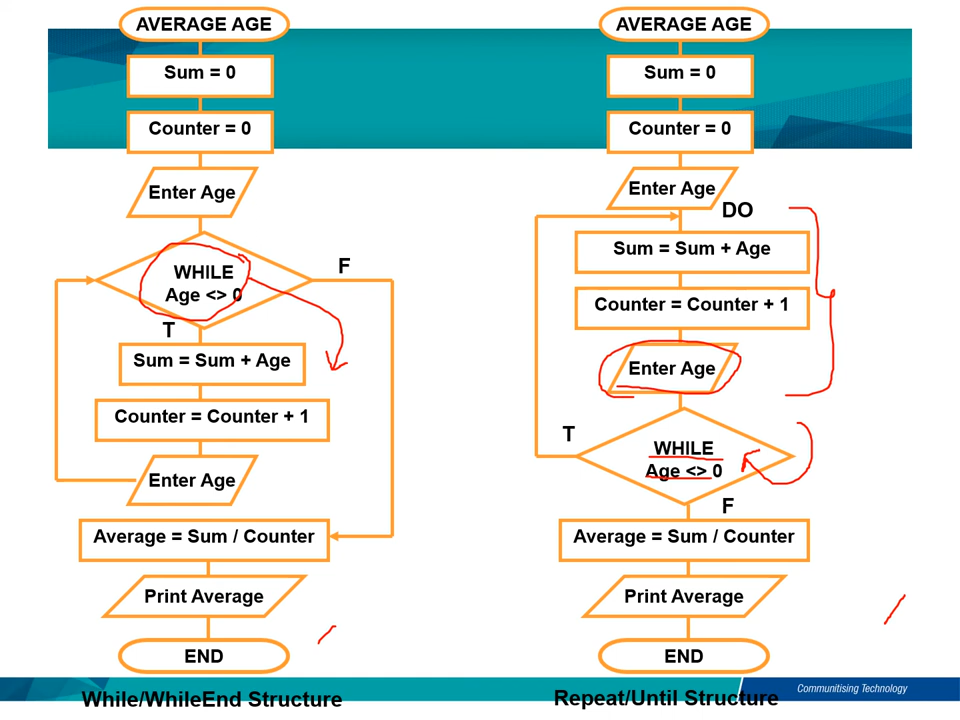 AVERAGE AGE
Sum = 0
Counter = 0
Enter Age
WHILE
Age <> 0
F
T
Sum = Sum + Age
Counter = Counter + 1
Enter Age
Average = Sum / Counter
Print Average
END
While/WhileEnd Structure
AVERAGE AGE
Sum = 0
Counter = 0
Enter Age
DO
Sum = Sum + Age
Counter = Counter + 1
Enter Age
T
WHILE
Age <> 0
F
Average = Sum / Counter
Print Average
END
Repeat/Until Structure
Communitising Technology